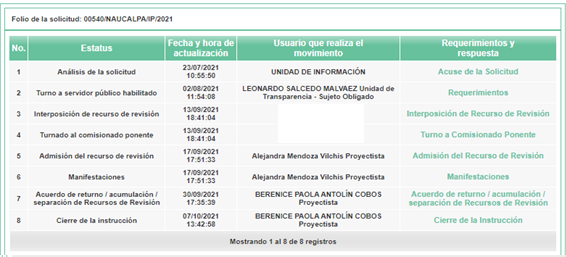 Folio de la solicitud: 00540/NAUCALPA/IP/2021
No. Estatus Fecha y hora de actualización Usuario que realiza el movimiento Requerimientos y respuesta
1 Análisis de la solicitud 23/07/2021 10:55:50 UNIDAD DE INFORMACIÓN Acuse de la Solicitud
2 Turno a servidor público habilitado 02/08/2021 11:54:08 LEONARDO SALCEDO MALVAEZ Unidad de Transparencia - Sujeto Obligado Requerimientos
3 Interposición de recurso de revisión 13/09/2021 18:41:04 Interposición de Recurso de Revisión
4 Turnado al comisionado ponente 13/09/2021 18:41:04 Turno a Comisionado Ponente
5 Admisión del recurso de revisión 17/09/2021 17:51:33 Alejandra Mendoza Vilchis Proyectista Admisión del Recurso de Revisión
6 Manifestaciones 17/09/2021 17:51:33 Alejandra Mendoza Vilchis Proyectista Manifestaciones
7 Acuerdo de returno / acumulación / separación de Recursos de Revisión 30/09/2021 17:35:39 BERENICE PAOLA ANTOLÍN COBOS Proyectista Acuerdo de returno / acumulación / separación de Recursos de Revisión
8 Cierre de la instrucción 07/10/2021 13:42:58 BERENICE PAOLA ANTOLÍN COBOS Proyectista Cierre de la Instrucción
Mostrando 1 al 8 de 8 registros